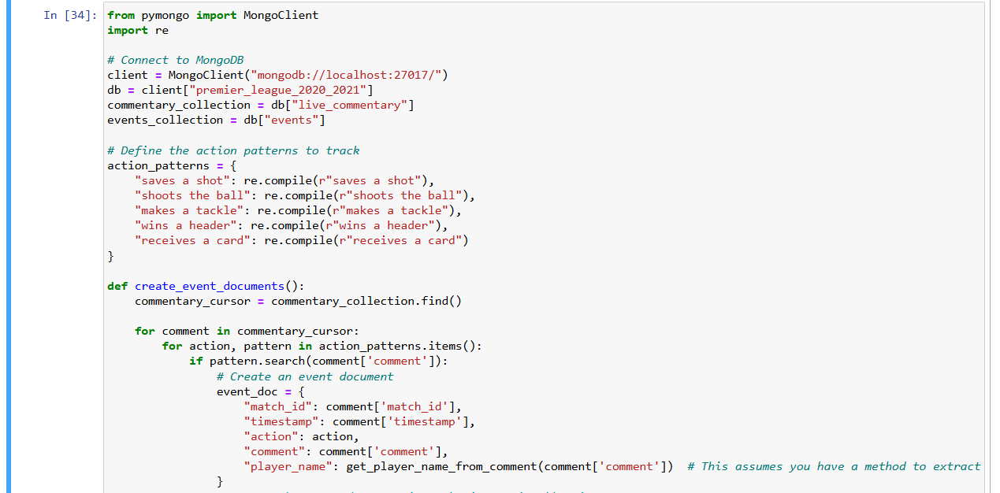 In [34]: from pymongo import MongoClient
import re
# Connect to MongoDB
client = MongoClient("mongodb://localhost:27017/")
db = client["premier_league_2020_2021"]
commentary_collection = db["live_commentary"]
events_collection = db["events"]
# Define the action patterns to track
action_patterns = {
    "saves a shot": re.compile(r"saves a shot"),
    "shoots the ball": re.compile(r"shoots the ball"),
    "makes a tackle": re.compile(r"makes a tackle"),
    "wins a header": re.compile(r"wins a header"),
    "receives a card": re.compile(r"receives a card")
}
def create_event_documents():
    commentary_cursor = commentary_collection.find()
    for comment in commentary_cursor:
        for action, pattern in action_patterns.items():
            if pattern.search(comment['comment']):
                # Create an event document
                event_doc = {
                    "match_id": comment['match_id'],
                    "timestamp": comment['timestamp'],
                    "action": action,
                    "comment": comment['comment'],
                    "player_name": get_player_name_from_comment(comment['comment'])  # This assumes you have a method to extract
                }